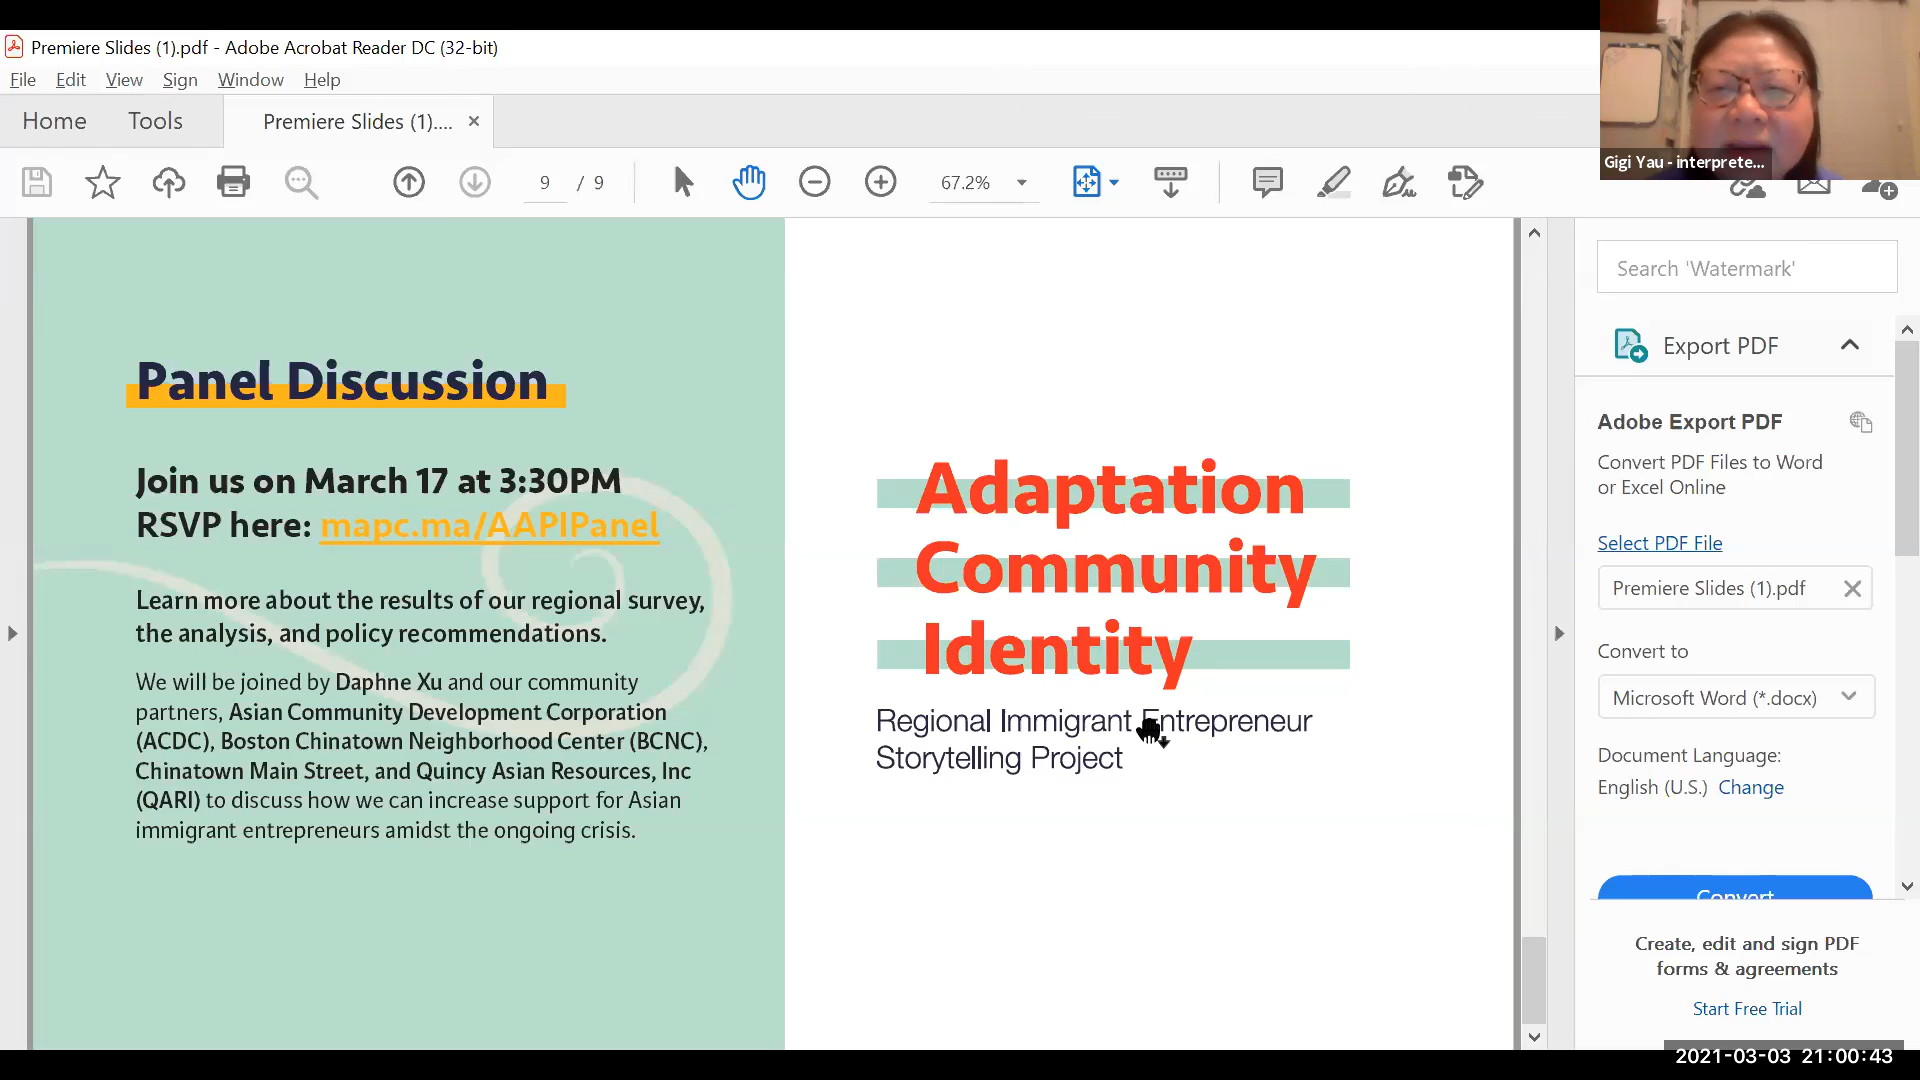 Premiere Slides (1).pdf - Adobe Acrobat Reader DC (32-bit)
File Edit View Sign Window Help
Home Tools Premiere Slides (1)....
9 / 9 67.2%
Gigi Yau - interprete...
Panel Discussion
Join us on March 17 at 3:30PM
RSVP here: mapc.ma/AAPIPanel
Learn more about the results of our regional survey,
the analysis, and policy recommendations.
We will be joined by Daphne Xu and our community
partners, Asian Community Development Corporation
(ACDC), Boston Chinatown Neighborhood Center (BCNC),
Chinatown Main Street, and Quincy Asian Resources, Inc
(QARI) to discuss how we can increase support for Asian
immigrant entrepreneurs amidst the ongoing crisis.
Adaptation
Community
Identity
Regional Immigrant Entrepreneur
Storytelling Project
Search 'Watermark'
Export PDF
Adobe Export PDF
Convert PDF Files to Word
or Excel Online
Select PDF File
Premiere Slides (1).pdf
Convert to
Microsoft Word (*.docx)
Document Language:
English (U.S.) Change
Convert
Create, edit and sign PDF
forms & agreements
Start Free Trial
2021-03-03 21:00:43